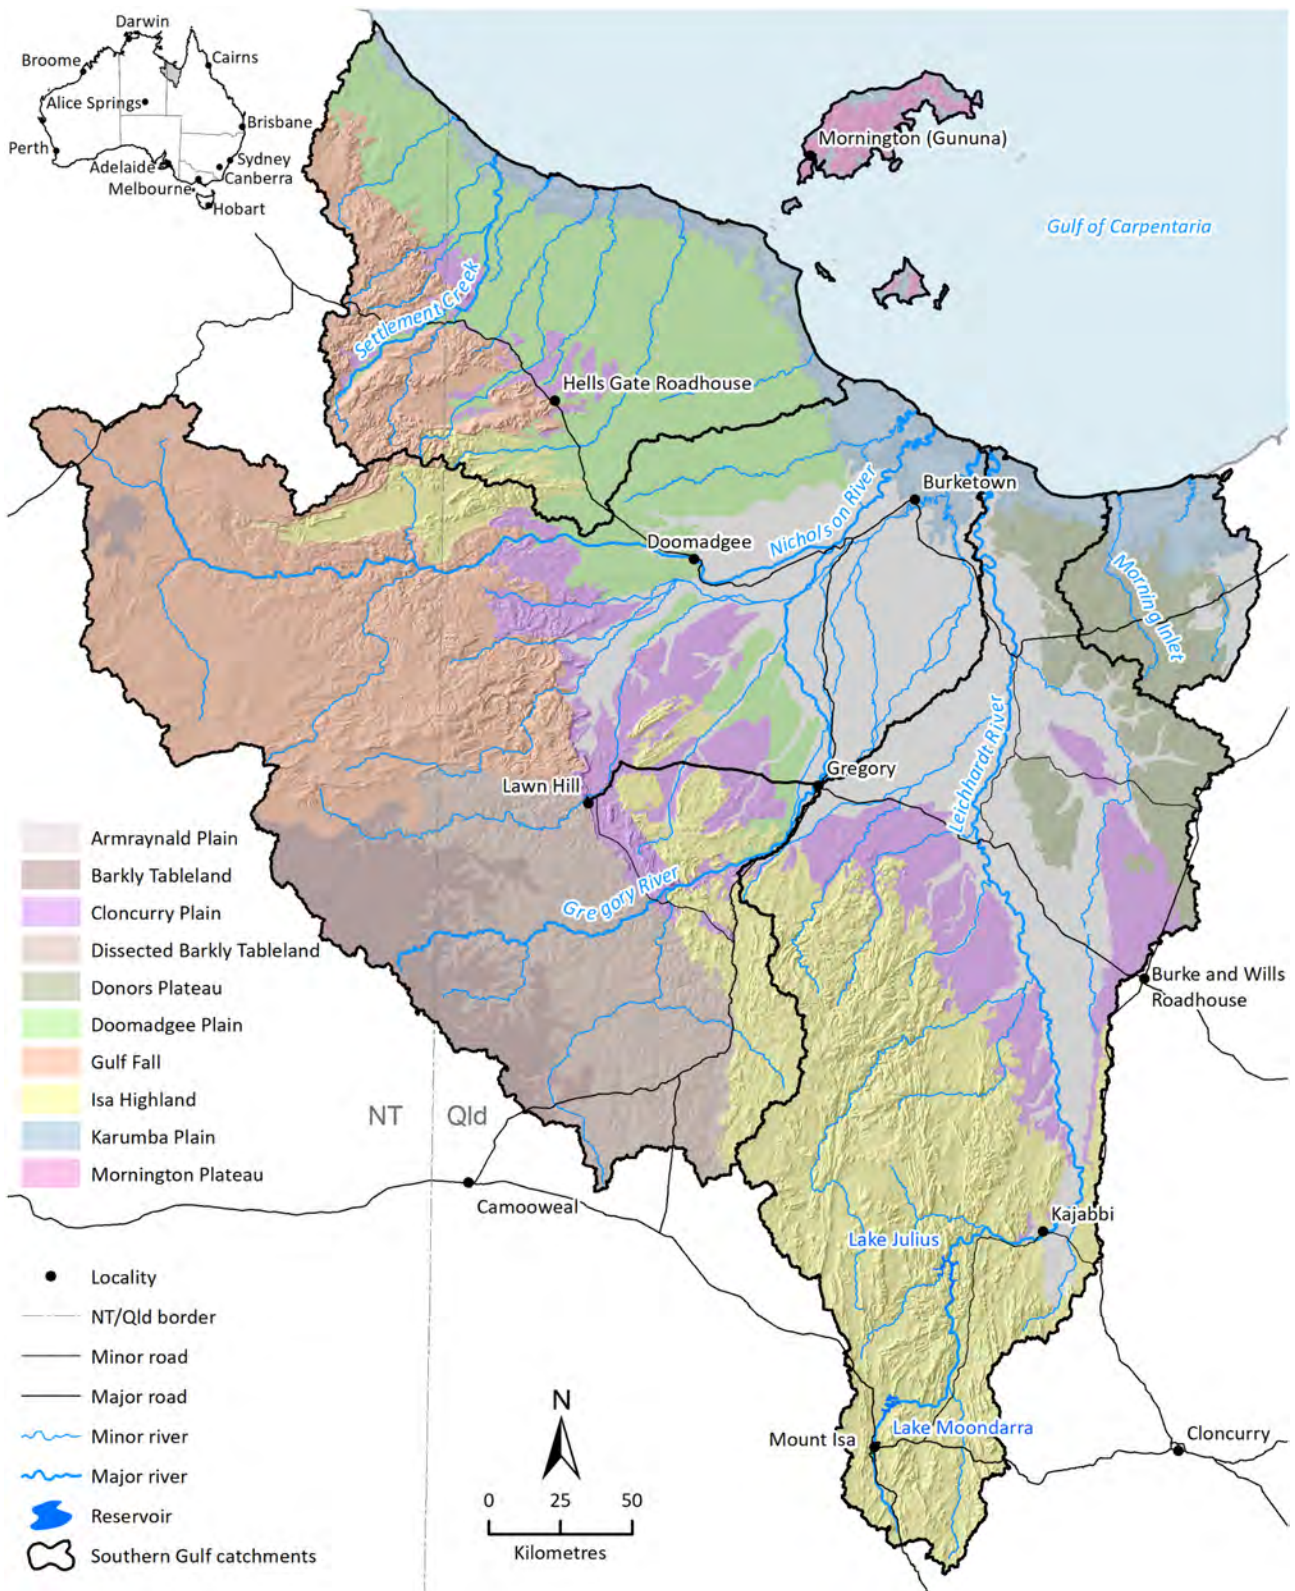 Darwin
Broome
Cairns
Alice Springs
Brisbane
Perth
Adelaide
Sydney
Canberra
Melbourne
Hobart
Mornington (Gununa)
Gulf of Carpentaria
Settlement Creek
Hells Gate Roadhouse
Burketown
Nicholson River
Doomadgee
Morning Inlet
Leichhardt River
Gregory
Lawn Hill
Gregory River
Burke and Wills
Roadhouse
Armraynald Plain
Barkly Tableland
Cloncurry Plain
Dissected Barkly Tableland
Donors Plateau
Doomadgee Plain
Gulf Fall
Isa Highland
Karumba Plain
Mornington Plateau
NT
Qld
Camooweal
Kajabbi
Lake Julius
Locality
NT/Qld border
Minor road
Major road
Minor river
Major river
Reservoir
Southern Gulf catchments
N
0 25 50
Kilometres
Lake Moondarra
Mount Isa
Cloncurry